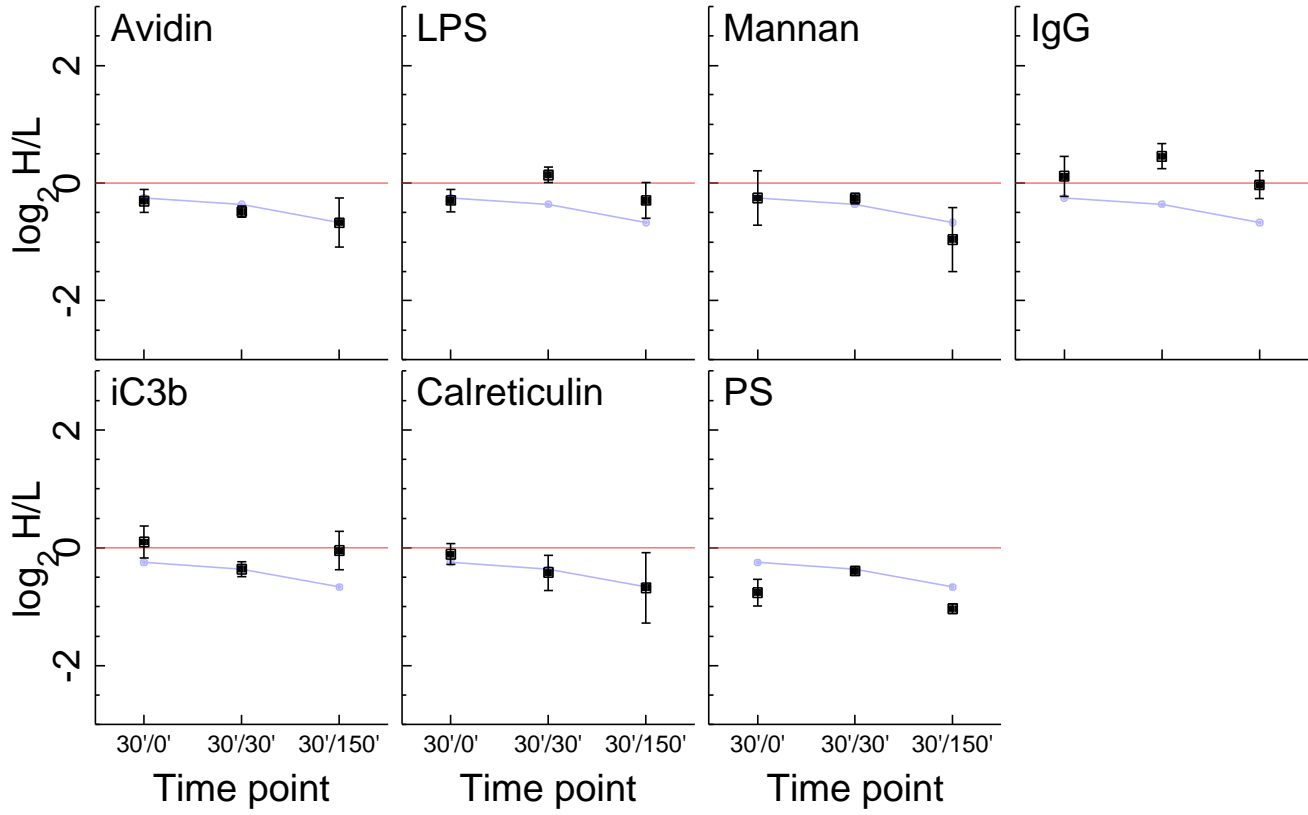 Avidin LPS Mannan IgG
2
0
-2
log2 H/L
iC3b Calreticulin PS
2
0
-2
log2 H/L
30'/0' 30'/30' 30'/150' 30'/0' 30'/30' 30'/150' 30'/0' 30'/30' 30'/150'
Time point Time point Time point